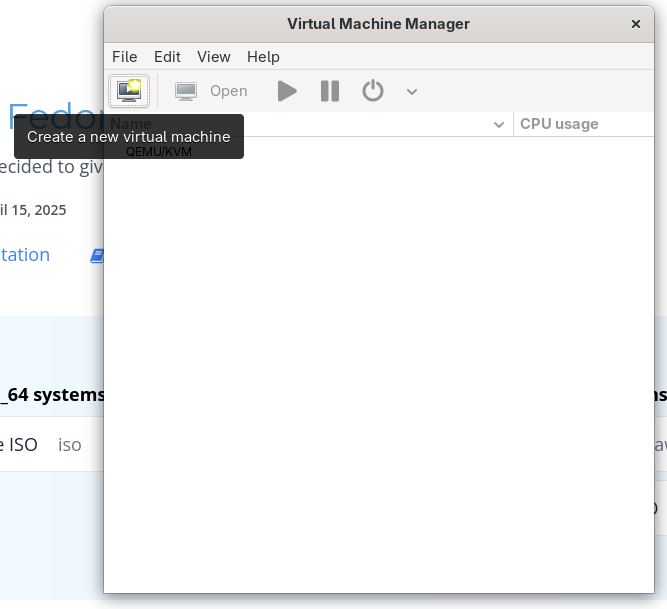 Virtual Machine Manager
File Edit View Help
Open
Name CPU usage
Create a new virtual machine
QEMU/KVM
Fedor
ecided to giv
il 15, 2025
tation
_64 systems
ns
e ISO iso